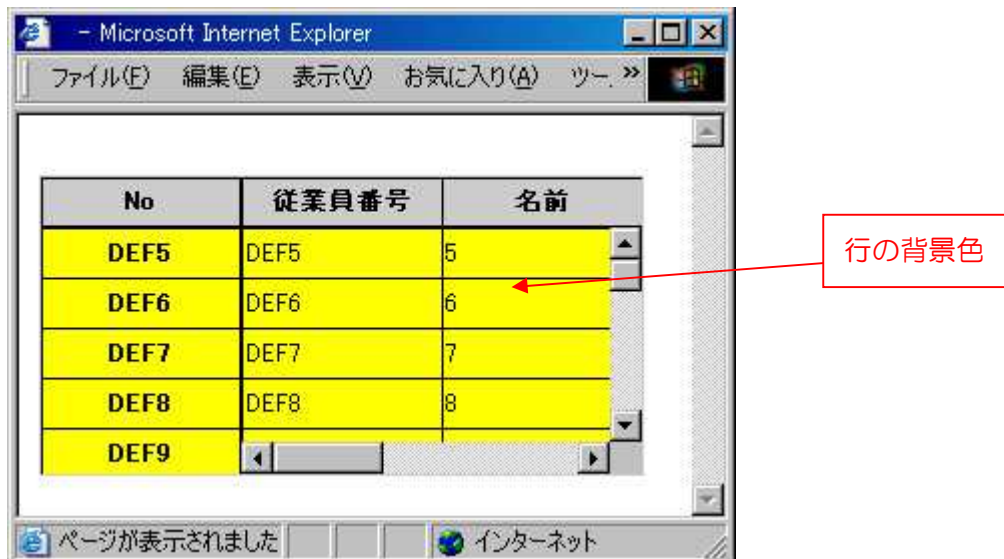 - Microsoft Internet Explorer
ファイル(F) 編集(E) 表示(V) お気に入り(A) ツー. »
No 従業員番号 名前
DEF5 DEF5 5
DEF6 DEF6 6
DEF7 DEF7 7
DEF8 DEF8 8
DEF9
行の背景色
ページが表示されました インターネット